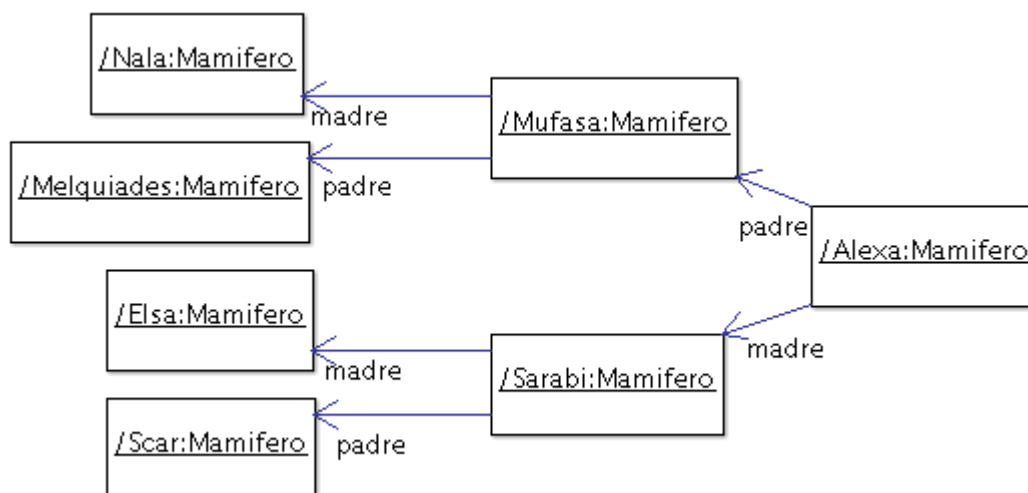 /Nala:Mamifero
madre
/Mufasa:Mamifero
/Melquiades:Mamifero
padre
padre
/Alexa:Mamifero
/Elsa:Mamifero
madre
madre
/Sarabi:Mamifero
/Scar:Mamifero
padre